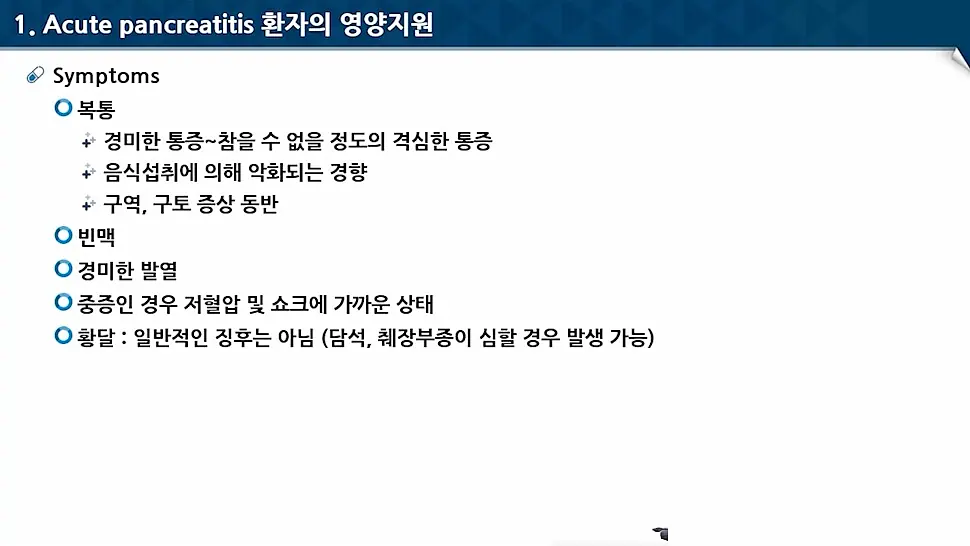 1. Acute pancreatitis 환자의 영양지원
Symptoms
복통
경미한 통증~참을 수 없을 정도의 격심한 통증
음식섭취에 의해 악화되는 경향
구역, 구토 증상 동반
빈맥
경미한 발열
중증인 경우 저혈압 및 쇼크에 가까운 상태
황달 : 일반적인 징후는 아님 (담석, 췌장부종이 심할 경우 발생 가능)